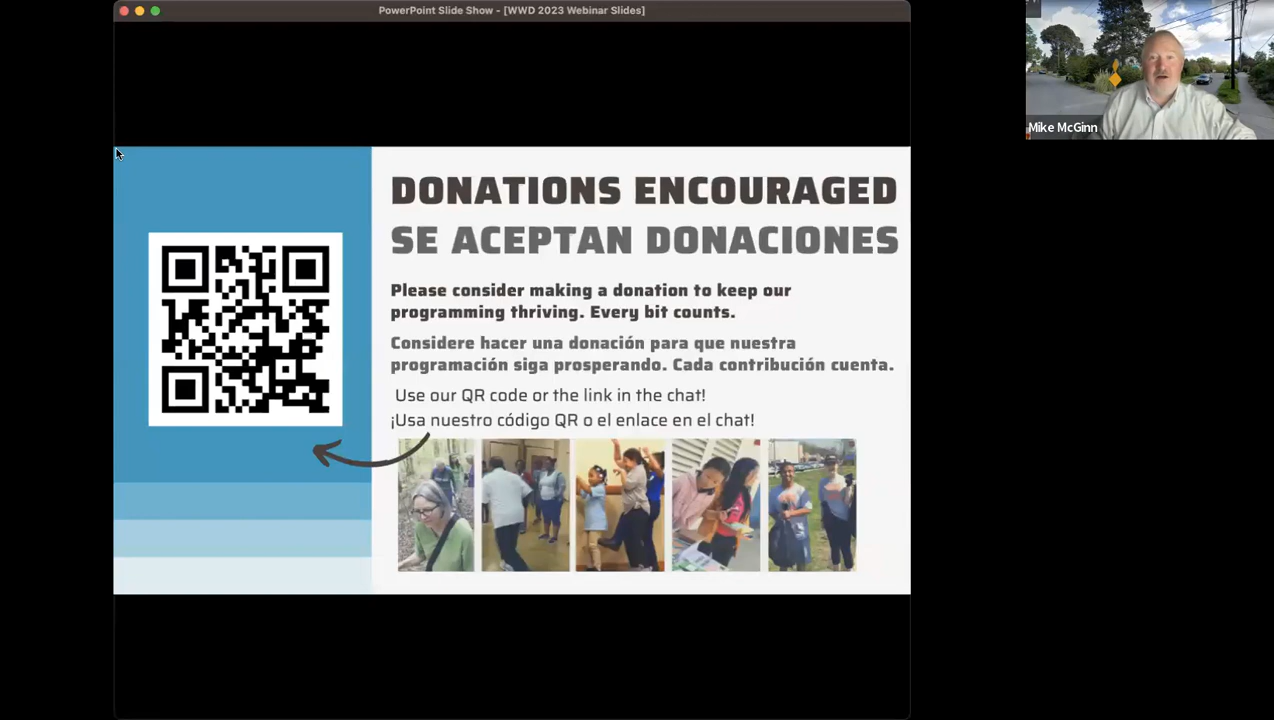 PowerPoint Slide Show - [WWD 2023 Webinar Slides]
Mike McGinn
DONATIONS ENCOURAGED
SE ACEPTAN DONACIONES
Please consider making a donation to keep our
programming thriving. Every bit counts.
Considere hacer una donación para que nuestra
programación siga prosperando. Cada contribución cuenta.
Use our QR code or the link in the chat!
¡Usa nuestro código QR o el enlace en el chat!